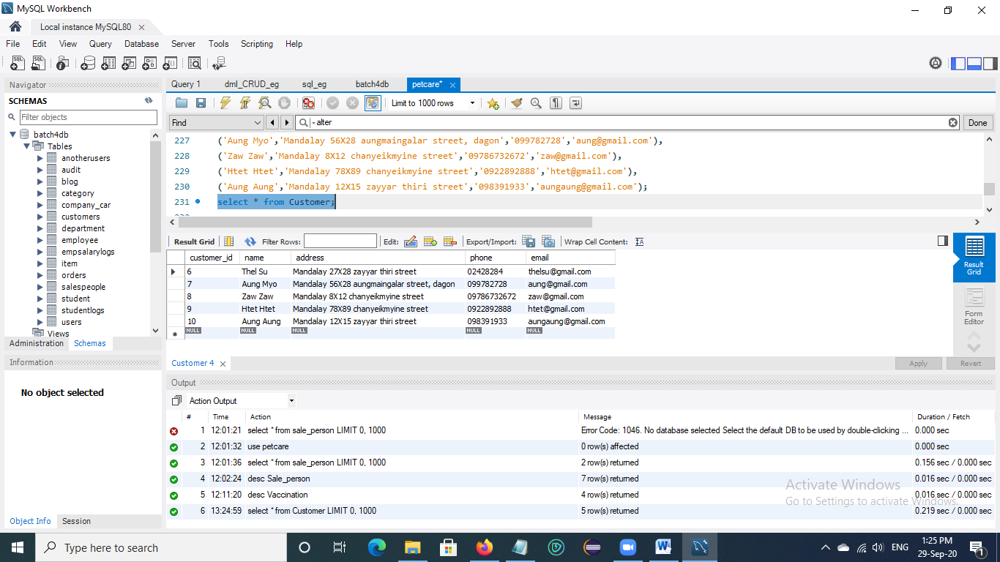 MySQL Workbench
Local instance MySQL80
File Edit View Query Database Server Tools Scripting Help
Navigator
SCHEMAS
Filter objects
batch4db
Tables
anotherusers
audit
blog
category
company_car
customers
department
employee
empsalarylogs
item
orders
salespeople
student
studentlogs
users
Views
Administration Schemas
Information
No object selected
Object Info Session
Query 1 dml_CRUD_eg sql_eg batch4db petcare*
Limit to 1000 rows
Find alter Done
227 ('Aung Myo','Mandalay 56X28 aungmaingalar street, dagon','099782728','aung@gmail.com'),
228 ('Zaw Zaw','Mandalay 8X12 chanyeikmyine street','09786732672','zaw@gmail.com'),
229 ('Htet Htet','Mandalay 78X89 chanyeikmyine street','0922892888','htet@gmail.com'),
230 ('Aung Aung','Mandalay 12X15 zayyar thiri street','098391933','aungaung@gmail.com');
231 select * from Customer;
Result Grid Filter Rows: Edit: Export/Import: Wrap Cell Content:
customer_id name address phone email
6 Thel Su Mandalay 27X28 zayyar thiri street 02428284 thelsu@gmail.com
7 Aung Myo Mandalay 56X28 aungmaingalar street, dagon 099782728 aung@gmail.com
8 Zaw Zaw Mandalay 8X12 chanyeikmyine street 09786732672 zaw@gmail.com
9 Htet Htet Mandalay 78X89 chanyeikmyine street 0922892888 htet@gmail.com
10 Aung Aung Mandalay 12X15 zayyar thiri street 098391933 aungaung@gmail.com
NULL NULL NULL NULL NULL
Result
Grid
Form
Editor
Customer 4 Apply Revert
Output
Action Output
# Time Action Message Duration / Fetch
1 12:01:21 select * from sale_person LIMIT 0, 1000 Error Code: 1046. No database selected Select the default DB to be used by double-clicking ... 0.000 sec
2 12:01:32 use petcare 0 row(s) affected 0.000 sec
3 12:01:36 select * from sale_person LIMIT 0, 1000 2 row(s) returned 0.156 sec / 0.000 sec
4 12:02:24 desc Sale_person 7 row(s) returned 0.016 sec / 0.000 sec
5 12:11:20 desc Vaccination 4 row(s) returned 0.016 sec / 0.000 sec
6 13:24:59 select * from Customer LIMIT 0, 1000 5 row(s) returned 0.219 sec / 0.000 sec
Activate Windows
Go to Settings to activate Windows.
Type here to search
ENG
1:25 PM
29-Sep-20
1